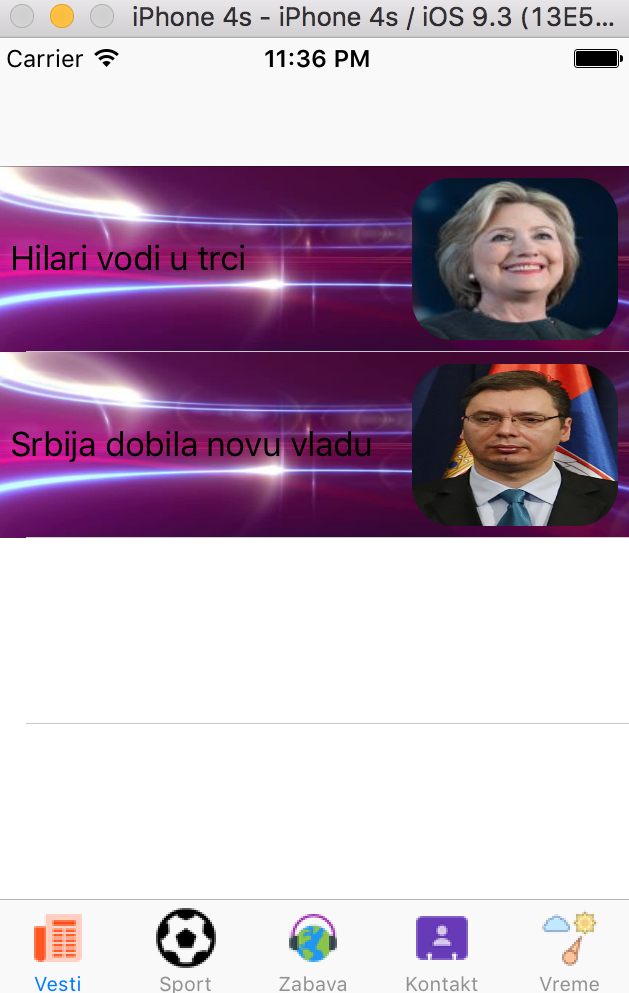 iPhone 4s - iPhone 4s / iOS 9.3 (13E5...
Carrier 11:36 PM
Hilari vodi u trci
Srbija dobila novu vladu
Vesti Sport Zabava Kontakt Vreme